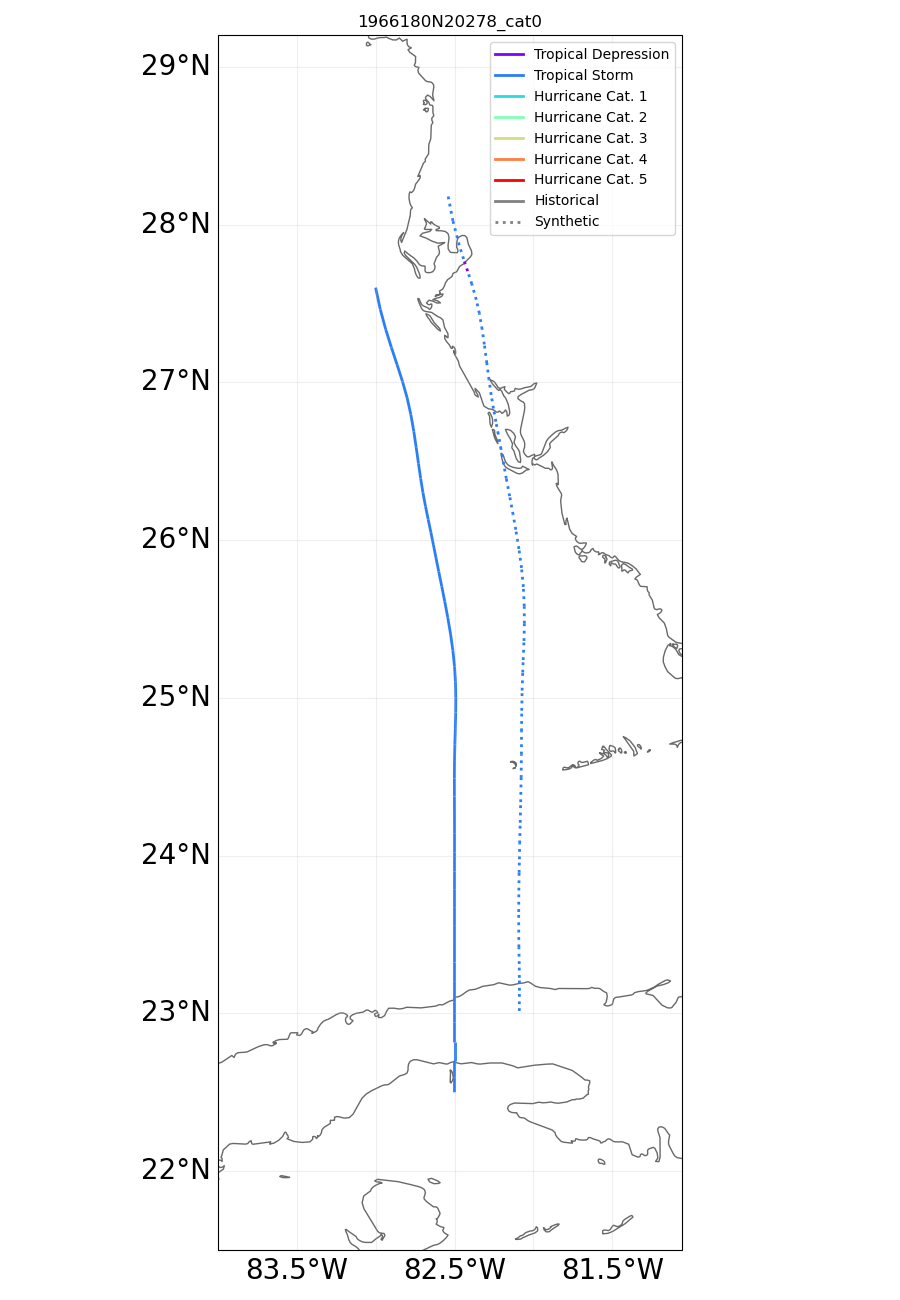 1966180N20278_cat0
Tropical Depression
Tropical Storm
Hurricane Cat. 1
Hurricane Cat. 2
Hurricane Cat. 3
Hurricane Cat. 4
Hurricane Cat. 5
Historical
Synthetic
29°N
28°N
27°N
26°N
25°N
24°N
23°N
22°N
83.5°W 82.5°W 81.5°W